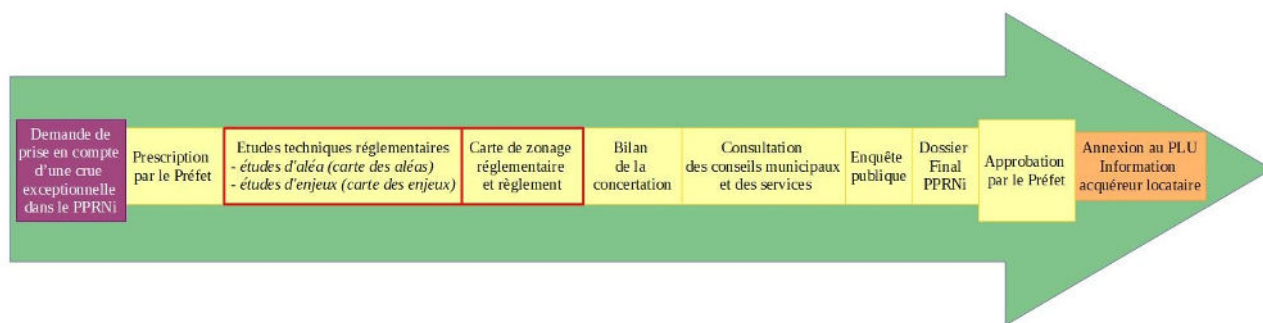 Demande de
prise en compte
d'une crue
exceptionnelle
dans le PPRNi
Prescription
par le Préfet
Etudes techniques réglementaires
- études d'aléa (carte des aléas)
- études d'enjeux (carte des enjeux)
Carte de zonage
réglementaire
et règlement
Bilan
de la
concertation
Consultation
des conseils municipaux
et des services
Enquête
publique
Dossier
Final
PPRNi
Approbation
par le Préfet
Annexion au PLU
Information
acquéreur locataire